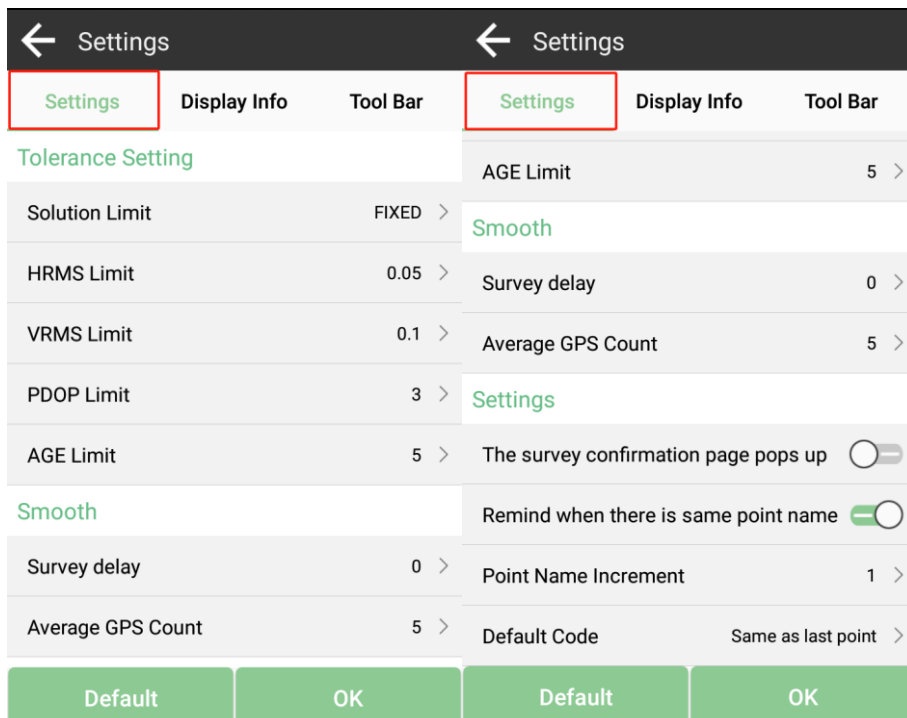 Settings
Settings Display Info Tool Bar
Tolerance Setting
Solution Limit FIXED
HRMS Limit 0.05
VRMS Limit 0.1
PDOP Limit 3
AGE Limit 5
Smooth
Survey delay 0
Average GPS Count 5
Default OK
Settings
Settings Display Info Tool Bar
AGE Limit 5
Smooth
Survey delay 0
Average GPS Count 5
Settings
The survey confirmation page pops up
Remind when there is same point name
Point Name Increment 1
Default Code Same as last point
Default OK